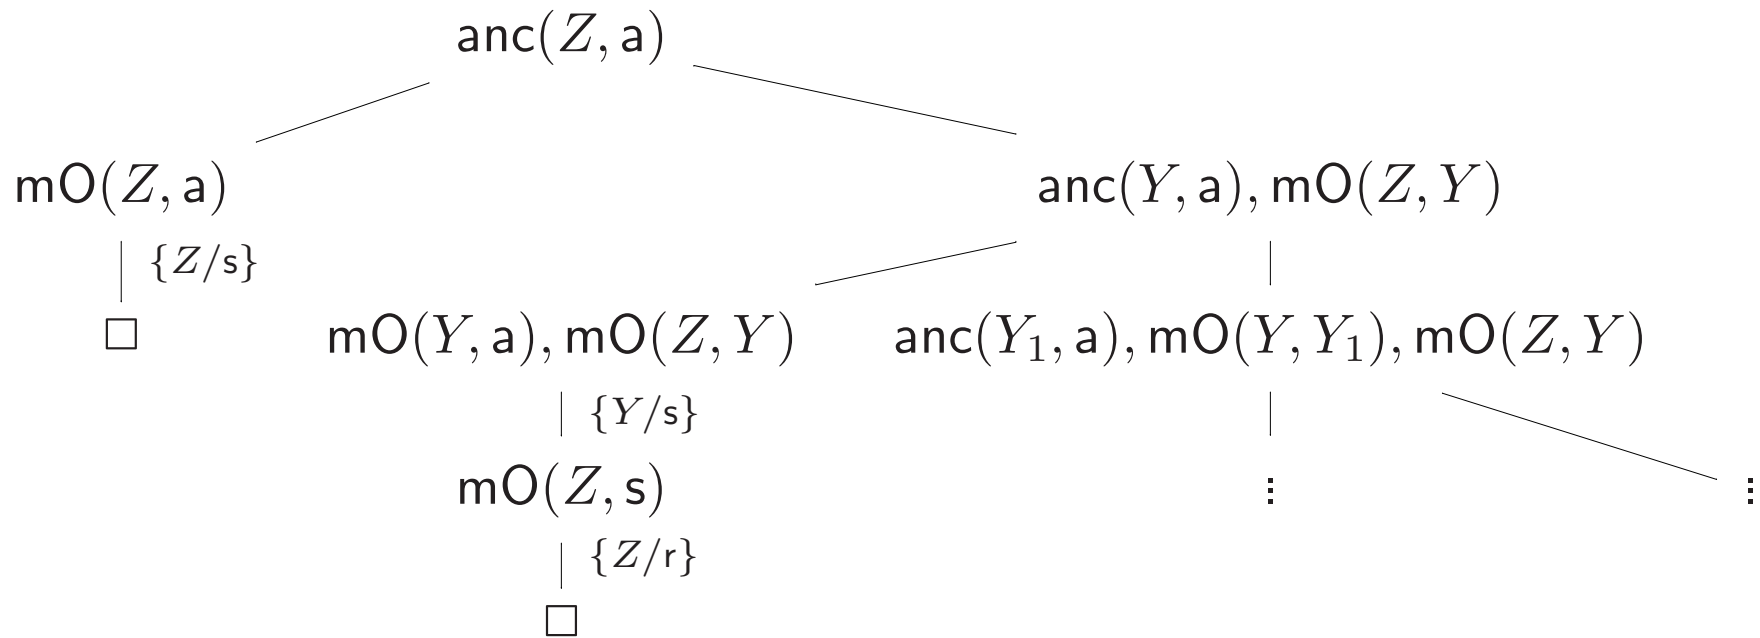 anc(Z, a)
mO(Z, a) anc(Y, a), mO(Z, Y)
{Z/s}
□ mO(Y, a), mO(Z, Y) anc(Y₁, a), mO(Y, Y₁), mO(Z, Y)
{Y/s}
mO(Z, s) ⋮ ⋮
{Z/r}
□